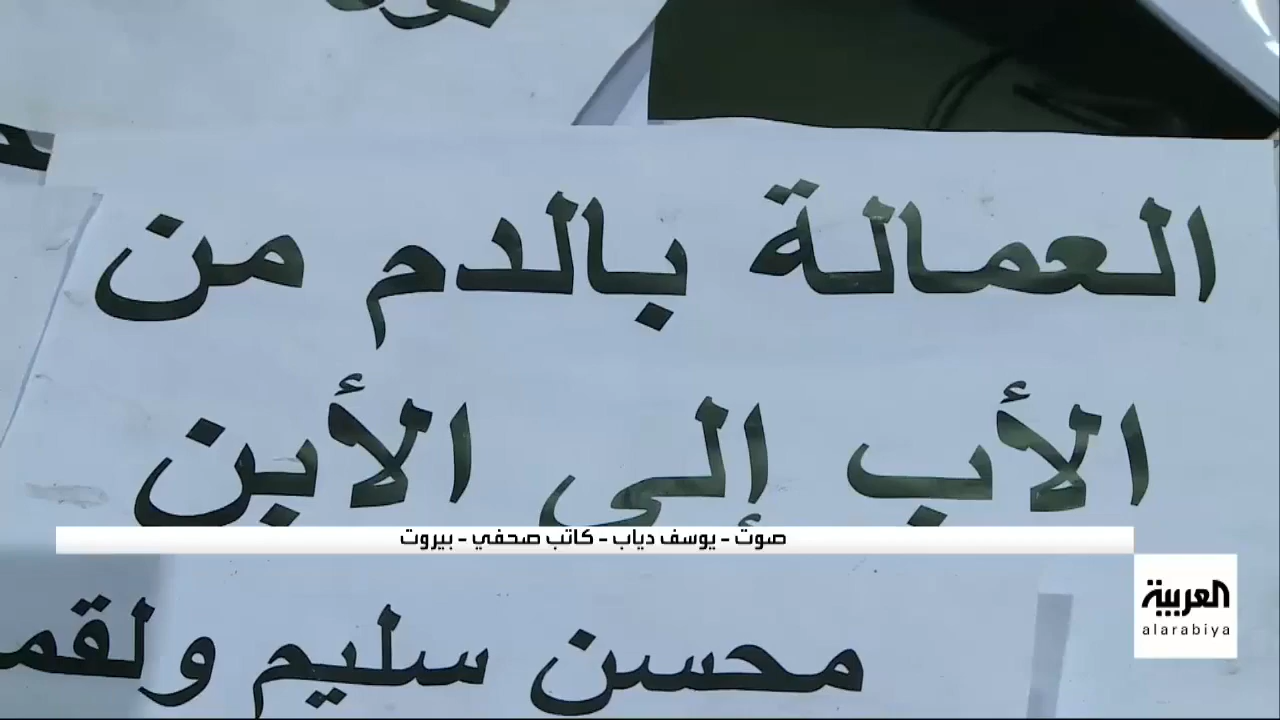 العمالة بالدم من
الأب إلى الأبن
صوت - يوسف دياب - كاتب صحفي - بيروت
العربية
alarabiya
محسن سليم